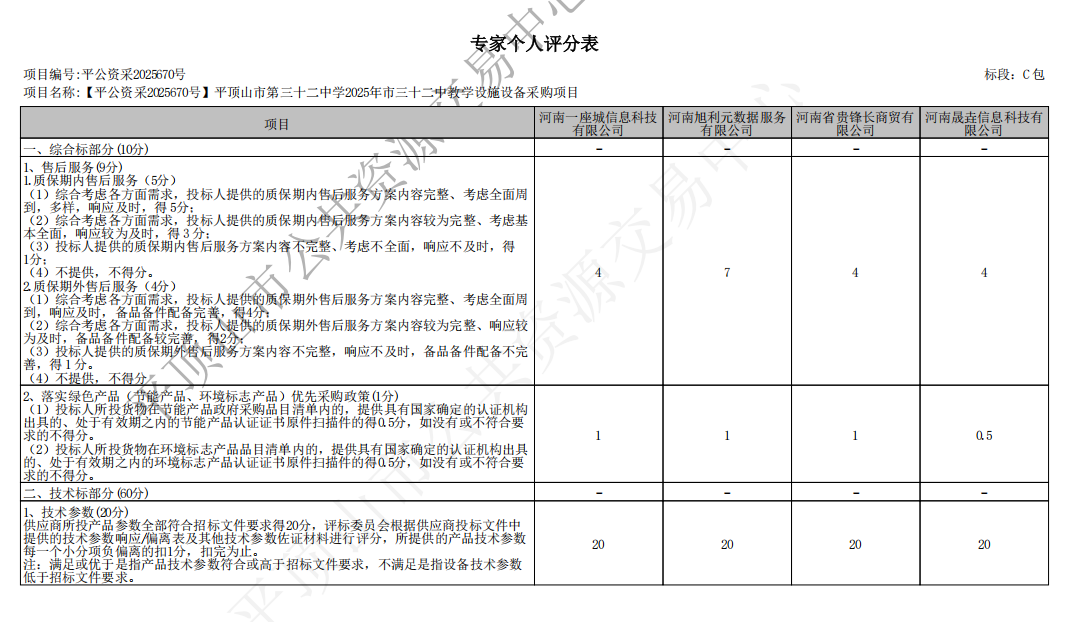 专家个人评分表
项目编号:平公资采2025670号
标段: C包
项目名称:【平公资采2025670号】平顶山市第三十二中学2025年市三十二中教学设施设备采购项目
项目
河南一座城信息科技有限公司
河南旭利元数据服务有限公司
河南省贵锋长商贸有限公司
河南晟垚信息科技有限公司
一、综合标部分(10分)
- - - -
1、售后服务(9分)
1.质保期内售后服务（5分）
（1）综合考虑各方面需求，投标人提供的质保期内售后服务方案内容完整、考虑全面周
到，多样，响应及时，得 5分；
（2）综合考虑各方面需求，投标人提供的质保期内售后服务方案内容较为完整、考虑基
本全面，响应较为及时，得 3 分；
（3）投标人提供的质保期内售后服务方案内容不完整、考虑不全面，响应不及时，得
1分；
（4）不提供，不得分。
2.质保期外售后服务（4分）
（1）综合考虑各方面需求，投标人提供的质保期外售后服务方案内容完整、考虑全面周
到，响应及时，备品备件配备完善，得4分；
（2）综合考虑各方面需求，投标人提供的质保期外售后服务方案内容较为完整、响应较
为及时，备品备件配备较完善，得2分；
（3）投标人提供的质保期外售后服务方案内容不完整，响应不及时，备品备件配备不完
善，得 1 分。
（4）不提供，不得分
4 7 4 4
2、落实绿色产品（节能产品、环境标志产品）优先采购政策(1分)
（1）投标人所投货物在节能产品政府采购品目清单内的，提供具有国家确定的认证机构
出具的、处于有效期之内的节能产品认证证书原件扫描件的得0.5分，如没有或不符合要
求的不得分。
（2）投标人所投货物在环境标志产品品目清单内的，提供具有国家确定的认证机构出具
的、处于有效期之内的环境标志产品认证证书原件扫描件的得0.5分，如没有或不符合要
求的不得分。
1 1 1 0.5
二、技术标部分(60分)
- - - -
1、技术参数(20分)
供应商所投产品参数全部符合招标文件要求得20分，评标委员会根据供应商投标文件中
提供的技术参数响应/偏离表及其他技术参数佐证材料进行评分，所提供的产品技术参数
每一个小分项负偏离的扣1分，扣完为止。
注：满足或优于是指产品技术参数符合或高于招标文件要求，不满足是指设备技术参数
低于招标文件要求。
20 20 20 20
平顶山市公共资源交易中心
平顶山市公共资源交易中心